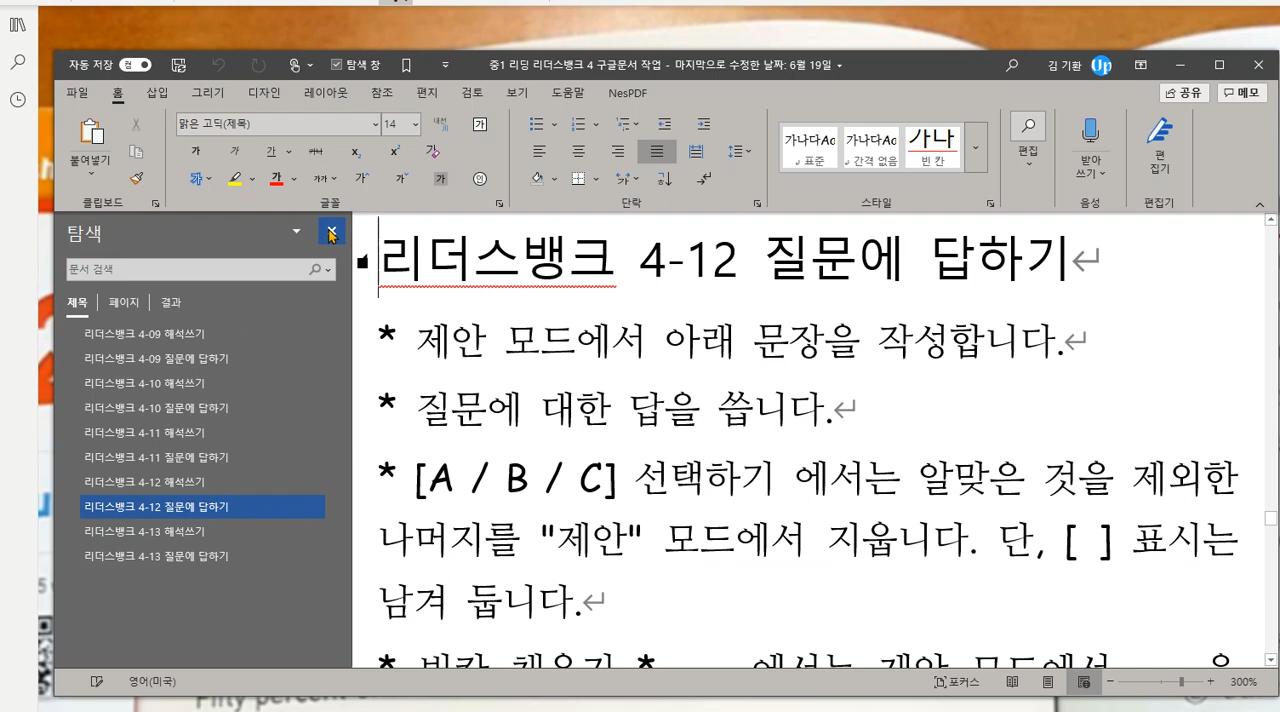 자동 저장 켬 탐색 창 중1 리딩 리더스뱅크 4 구글문서 작업 - 마지막으로 수정한 날짜: 6월 19일 김 기환 Up
파일 홈 삽입 그리기 디자인 레이아웃 참조 편지 검토 보기 도움말 NesPDF 공유 메모
붙여넣기 맑은 고딕(제목) 14 가나다Ac 가나다Ac 가나 편집 받아쓰기 편집기
표준 간격 없음 빈 칸
클립보드 글꼴 단락 스타일 음성 편집기
탐색
문서 검색
제목 페이지 결과
리더스뱅크 4-09 해석쓰기
리더스뱅크 4-09 질문에 답하기
리더스뱅크 4-10 해석쓰기
리더스뱅크 4-10 질문에 답하기
리더스뱅크 4-11 해석쓰기
리더스뱅크 4-11 질문에 답하기
리더스뱅크 4-12 해석쓰기
리더스뱅크 4-12 질문에 답하기
리더스뱅크 4-13 해석쓰기
리더스뱅크 4-13 질문에 답하기
리더스뱅크 4-12 질문에 답하기
* 제안 모드에서 아래 문장을 작성합니다.
* 질문에 대한 답을 씁니다.
* [A / B / C] 선택하기 에서는 알맞은 것을 제외한
나머지를 "제안" 모드에서 지웁니다. 단, [ ] 표시는
남겨 둡니다.
영어(미국) 포커스 300%
Fifty percent